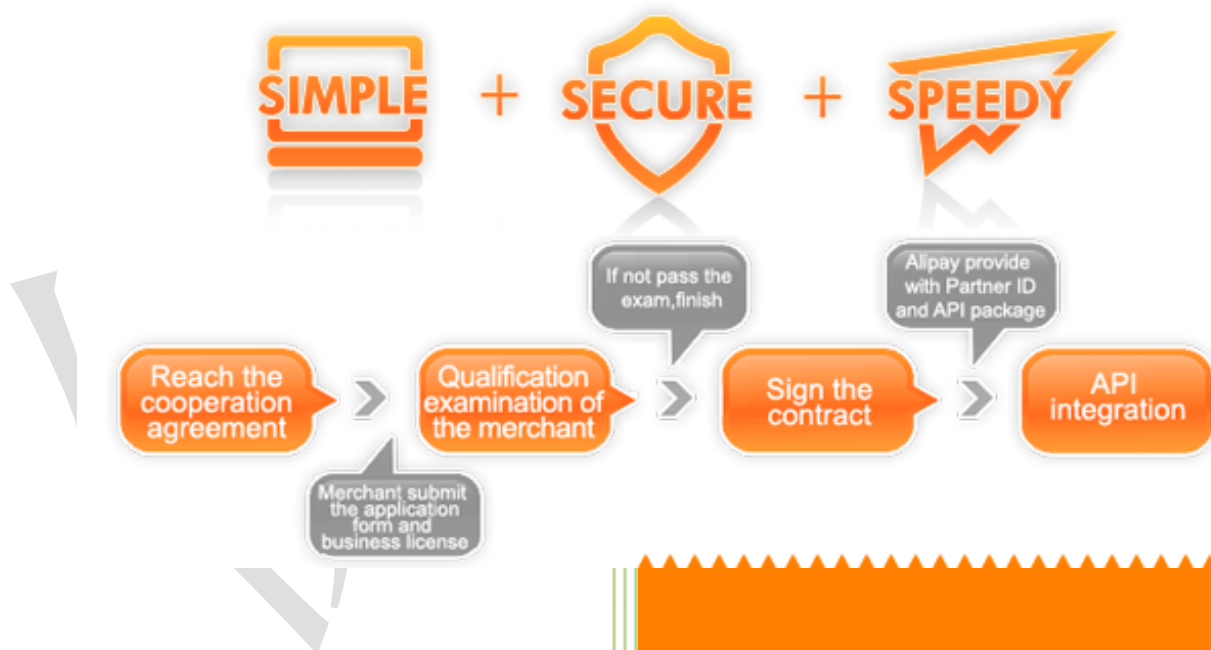 SIMPLE + SECURE + SPEEDY
If not pass the
exam,finish
Alipay provide
with Partner ID
and API package
Reach the
cooperation
agreement
Qualification
examination of
the merchant
Sign the
contract
API
integration
Merchant submit
the application
form and
business license